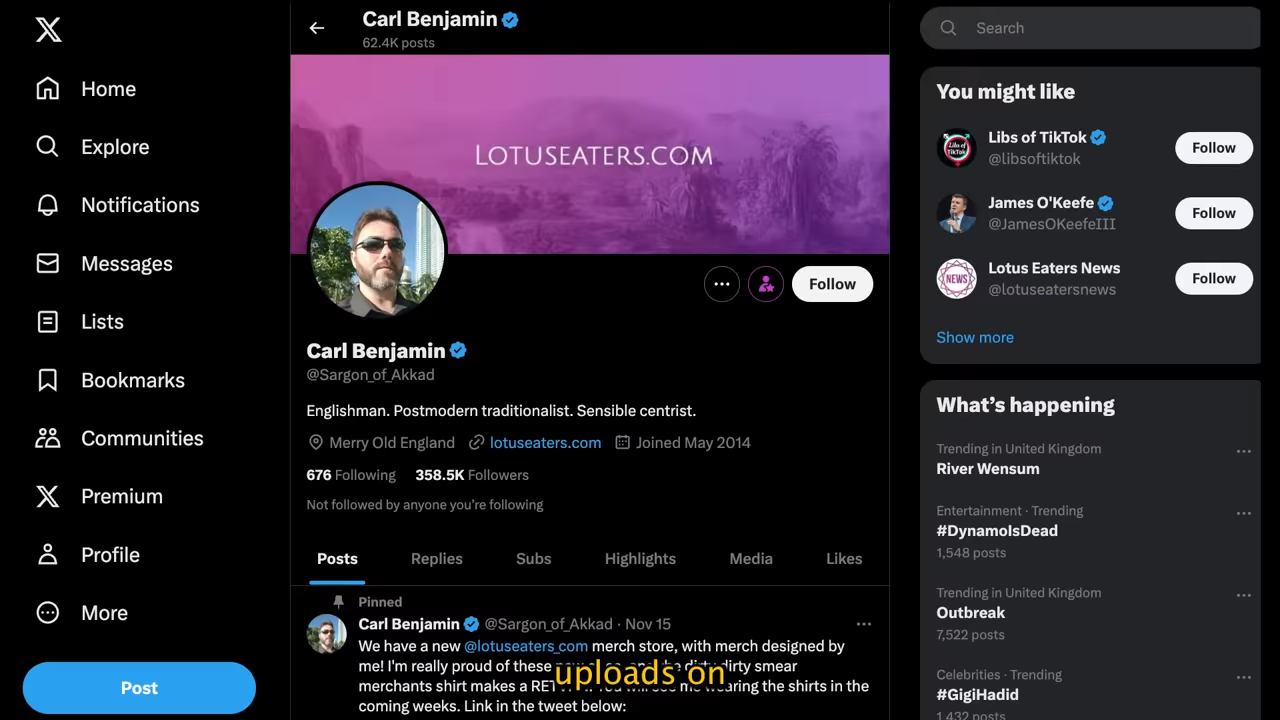 Home
Explore
Notifications
Messages
Lists
Bookmarks
Communities
Premium
Profile
More
Post
Carl Benjamin
62.4K posts
LOTUSEATERS.COM
Follow
Carl Benjamin
@Sargon_of_Akkad
Englishman. Postmodern traditionalist. Sensible centrist.
Merry Old England lotuseaters.com Joined May 2014
676 Following 358.5K Followers
Not followed by anyone you're following
Posts Replies Subs Highlights Media Likes
Pinned
Carl Benjamin @Sargon_of_Akkad · Nov 15
We have a new @lotuseaters_com merch store, with merch designed by
me! I'm really proud of these dirty smear
merchants shirt makes a RET wearing the shirts in the
coming weeks. Link in the tweet below:
uploads on
Search
You might like
Libs of TikTok
@libsoftiktok
Follow
James O'Keefe
@JamesOKeefeIII
Follow
NEWS
Lotus Eaters News
@lotuseatersnews
Follow
Show more
What's happening
Trending in United Kingdom
River Wensum
Entertainment · Trending
#DynamoIsDead
1,548 posts
Trending in United Kingdom
Outbreak
7,522 posts
Celebrities · Trending
#GigiHadid
1,432 posts